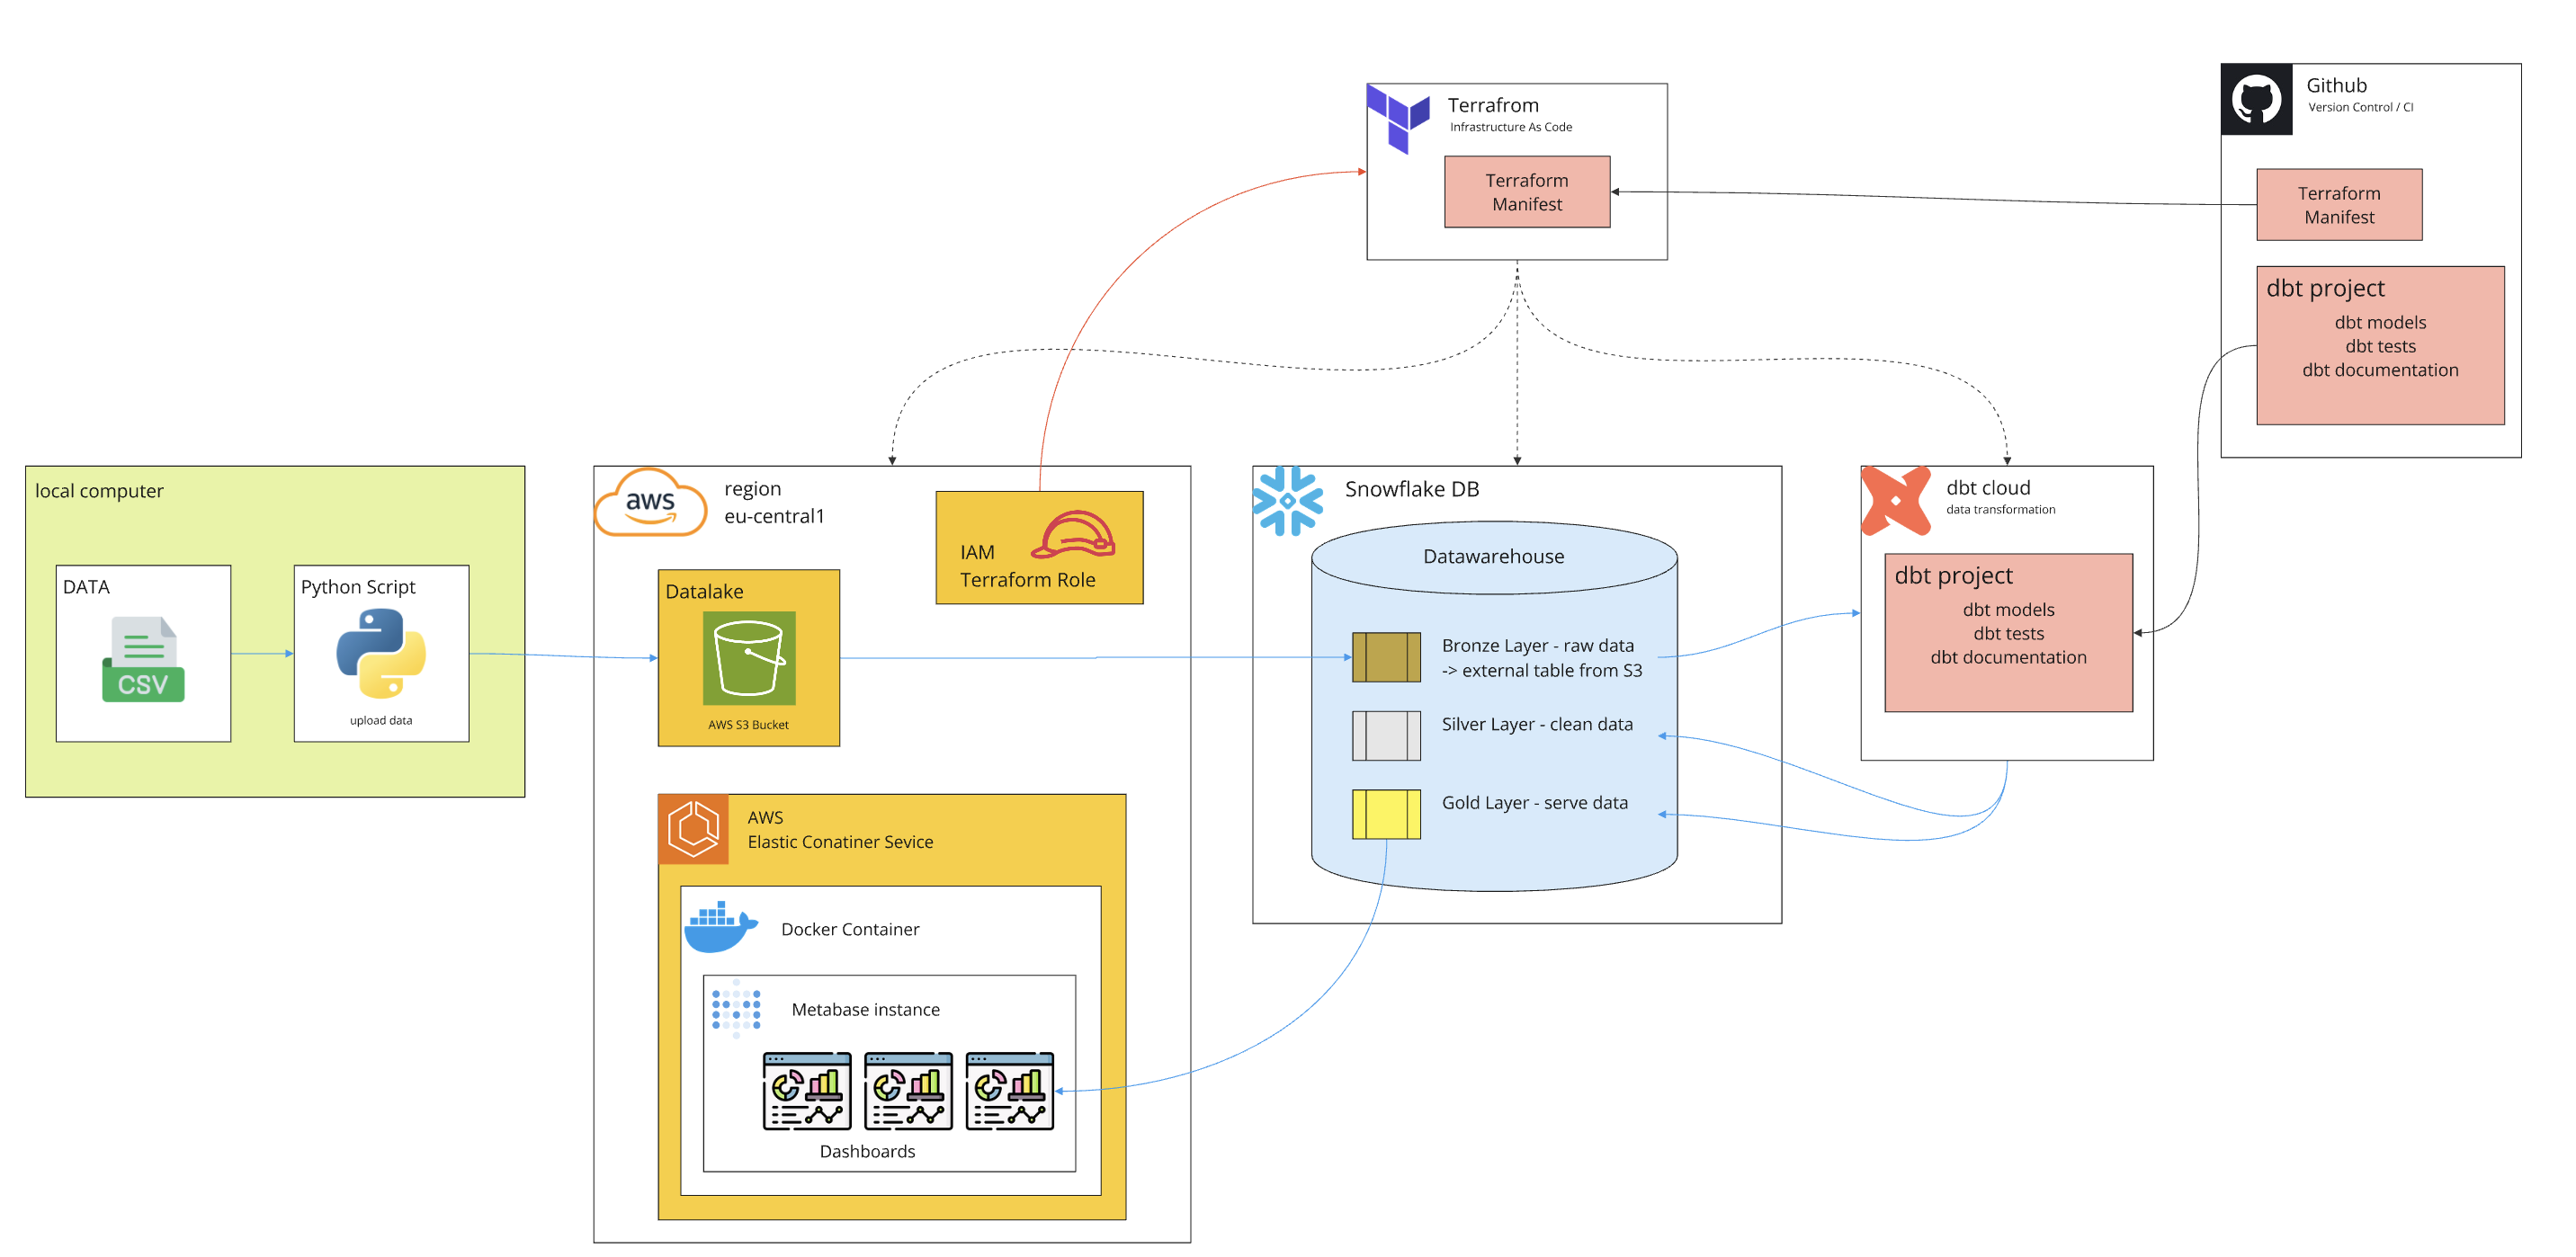 Terrafrom
Infrastructure As Code
Terraform
Manifest
Github
Version Control / CI
Terraform
Manifest
dbt project
dbt models
dbt tests
dbt documentation
local computer
DATA
CSV
Python Script
upload data
aws
region
eu-central1
IAM
Terraform Role
Datalake
AWS S3 Bucket
AWS
Elastic Conatiner Sevice
Docker Container
Metabase instance
Dashboards
Snowflake DB
Datawarehouse
Bronze Layer - raw data
-> external table from S3
Silver Layer - clean data
Gold Layer - serve data
dbt cloud
data transformation
dbt project
dbt models
dbt tests
dbt documentation